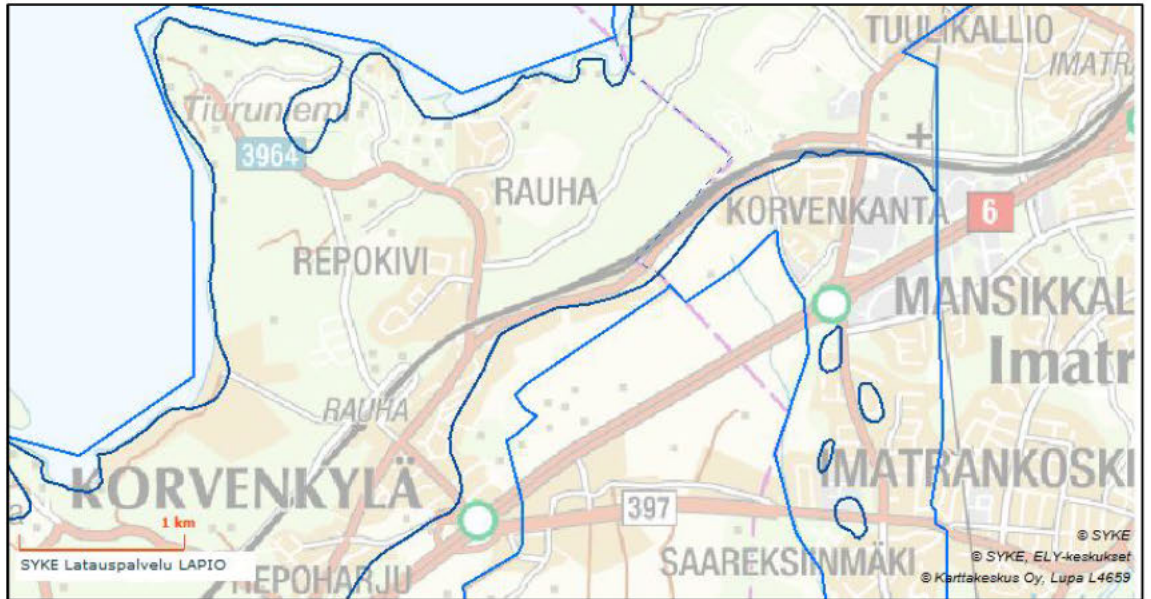 TUULIKALLIO
IMATR
Tiuruniemi
3964
RAUHA
KORVENKANTA
6
REPOKIVI
MANSIKKAL
Imatr
RAUHA
KORVENKYLÄ
IMATRANKOSKI
a
1 km
397
SYKE Latauspalvelu LAPIO
REPOHARJU
SAAREKSIINMÄKI
© SYKE
© SYKE, ELY-keskukset
© Karttakeskus Oy, Lupa L4659